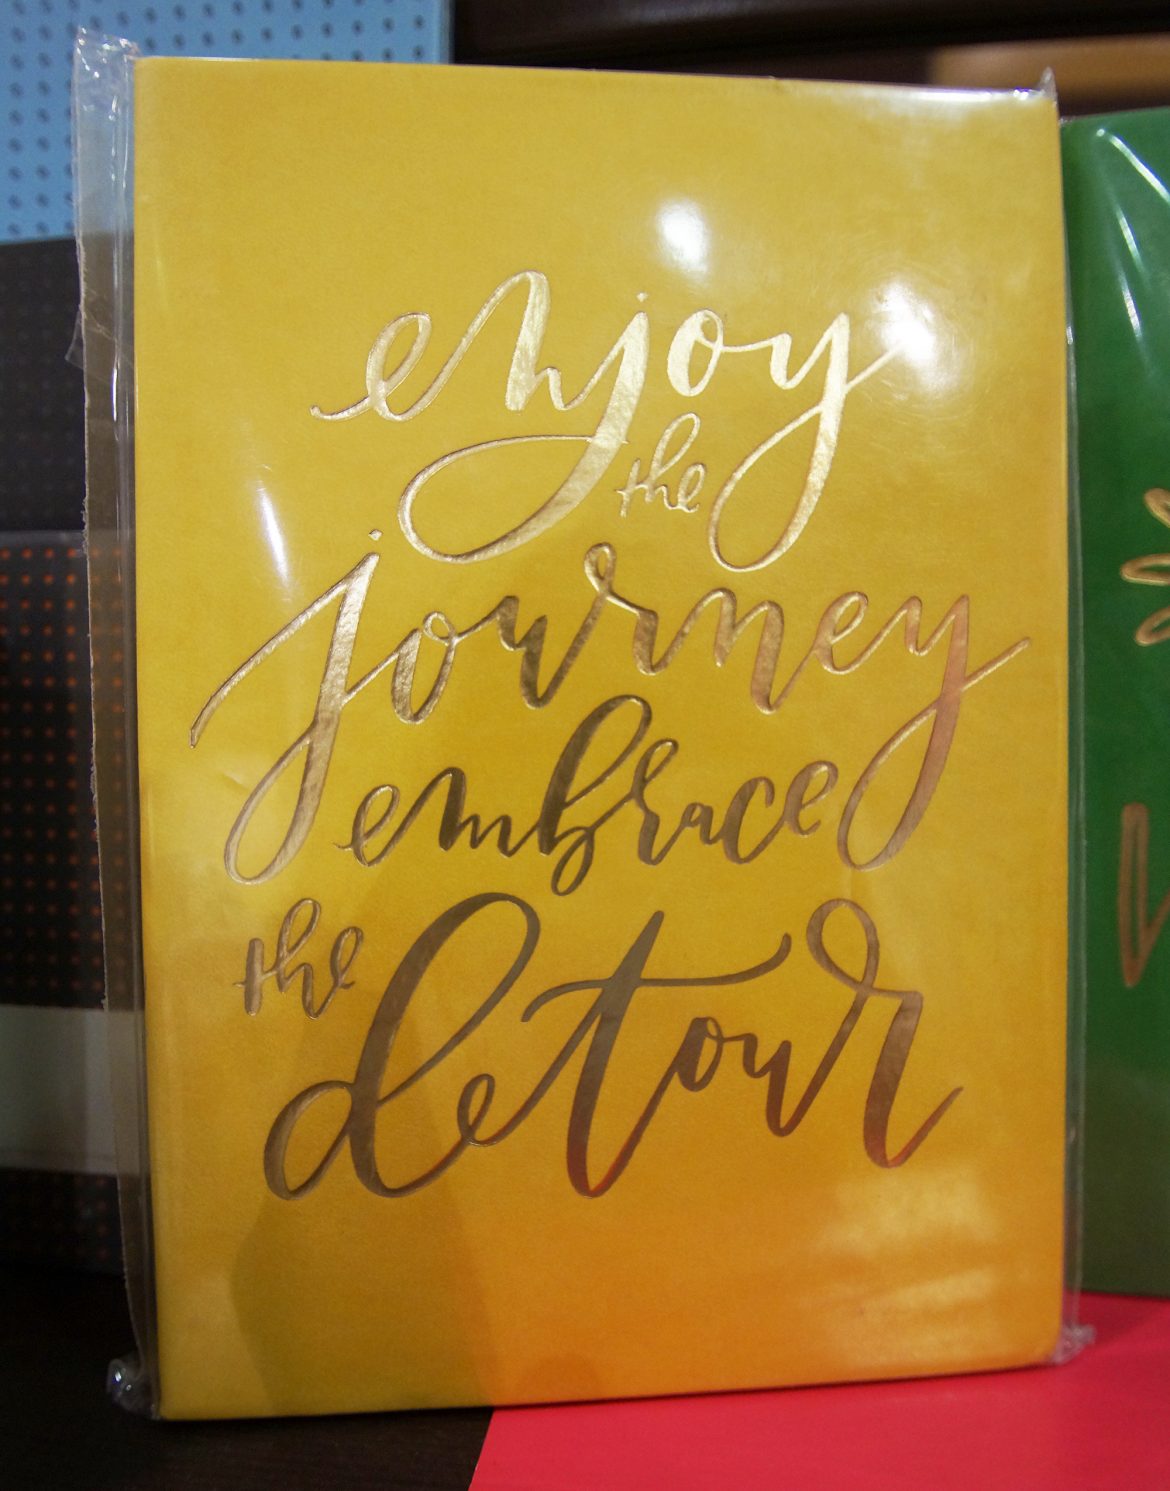 enjoy
the
journey
embrace
the detour